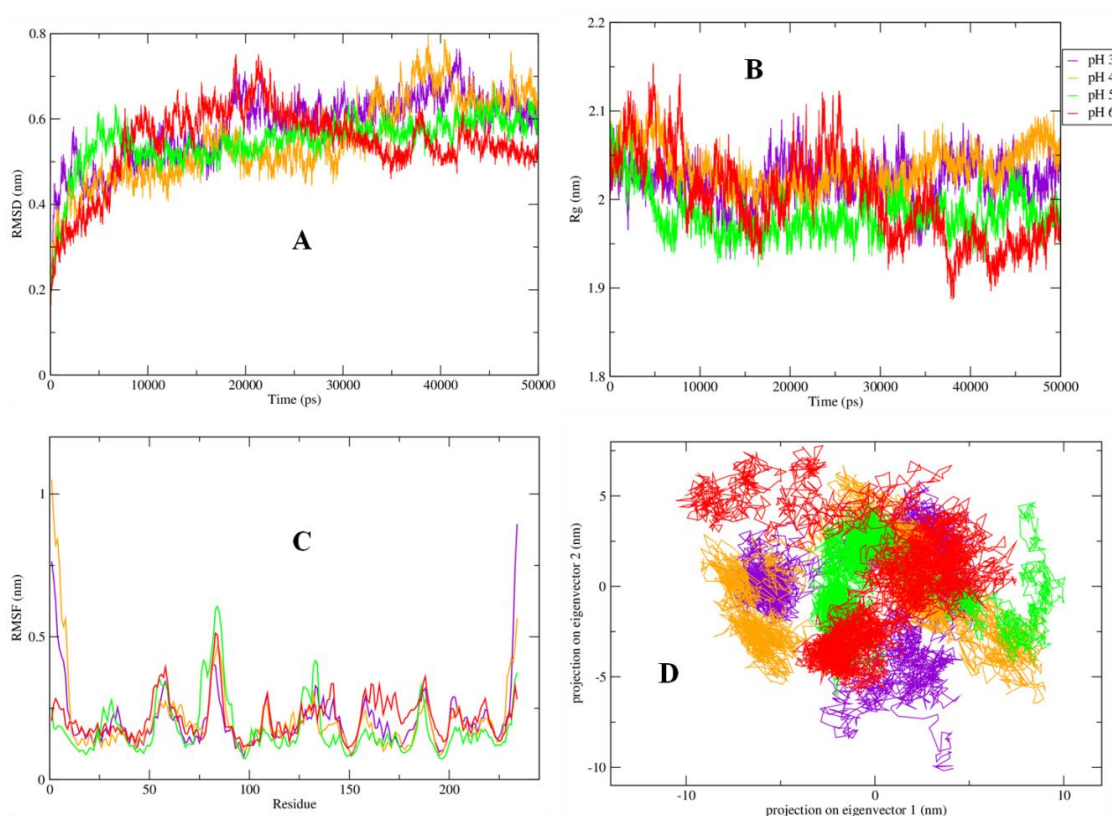 0.8
0.6
0.4
0.2
0
RMSD (nm)
A
0 10000 20000 30000 40000 50000
Time (ps)
2.2
2.1
2
1.9
1.8
Rg (nm)
B
0 10000 20000 30000 40000 50000
Time (ps)
pH 3
pH 4
pH 5
pH 6
1
0.5
0
RMSF (nm)
C
0 50 100 150 200
Residue
5
0
-5
-10
projection on eigenvector 2 (nm)
D
-10 0 10
projection on eigenvector 1 (nm)